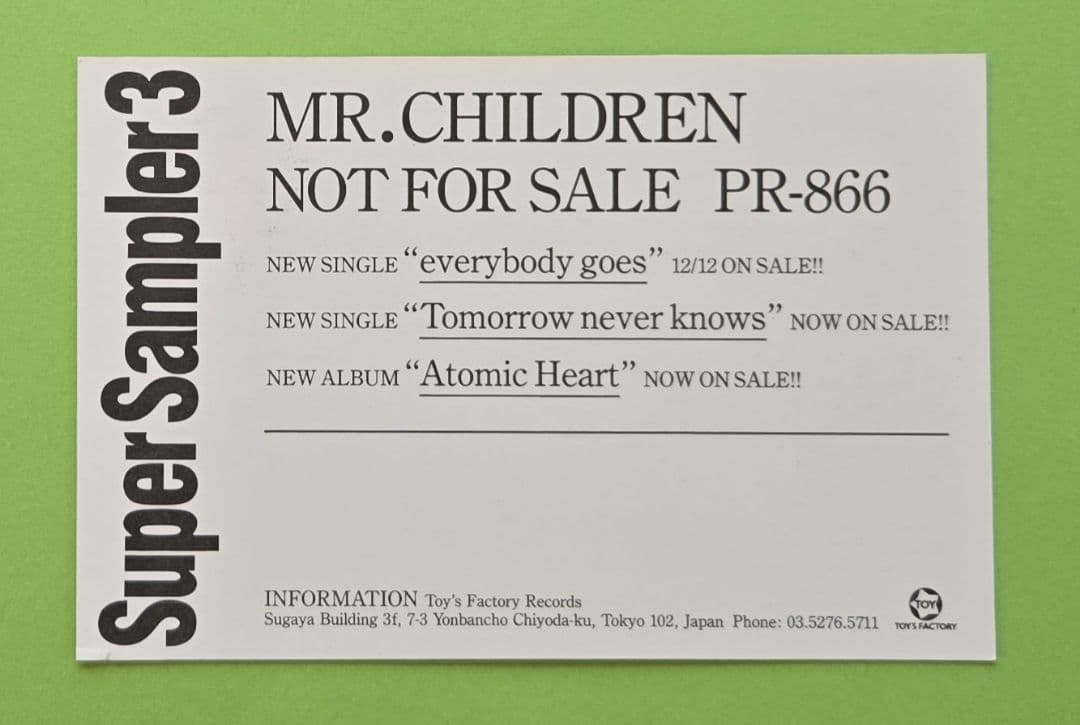 Super Sampler 3
MR.CHILDREN
NOT FOR SALE PR-866
NEW SINGLE “everybody goes” 12/12 ON SALE!!
NEW SINGLE “Tomorrow never knows” NOW ON SALE!!
NEW ALBUM “Atomic Heart” NOW ON SALE!!
INFORMATION Toy's Factory Records
Sugaya Building 3f, 7-3 Yonbancho Chiyoda-ku, Tokyo 102, Japan Phone: 03.5276.5711
TOY
TOY'S FACTORY